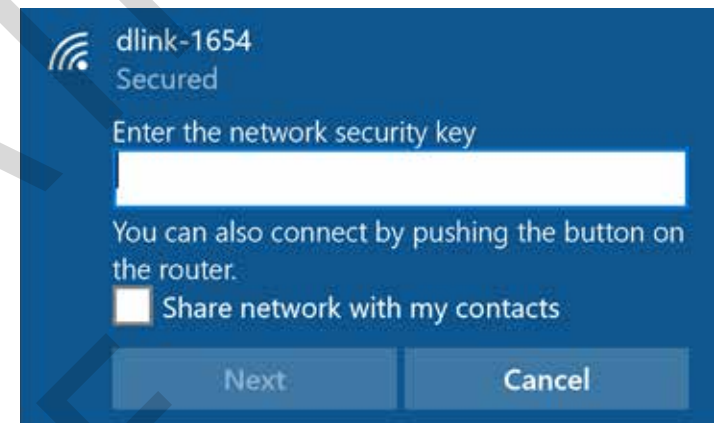 dlink-1654
Secured
Enter the network security key
You can also connect by pushing the button on
the router.
Share network with my contacts
Next
Cancel